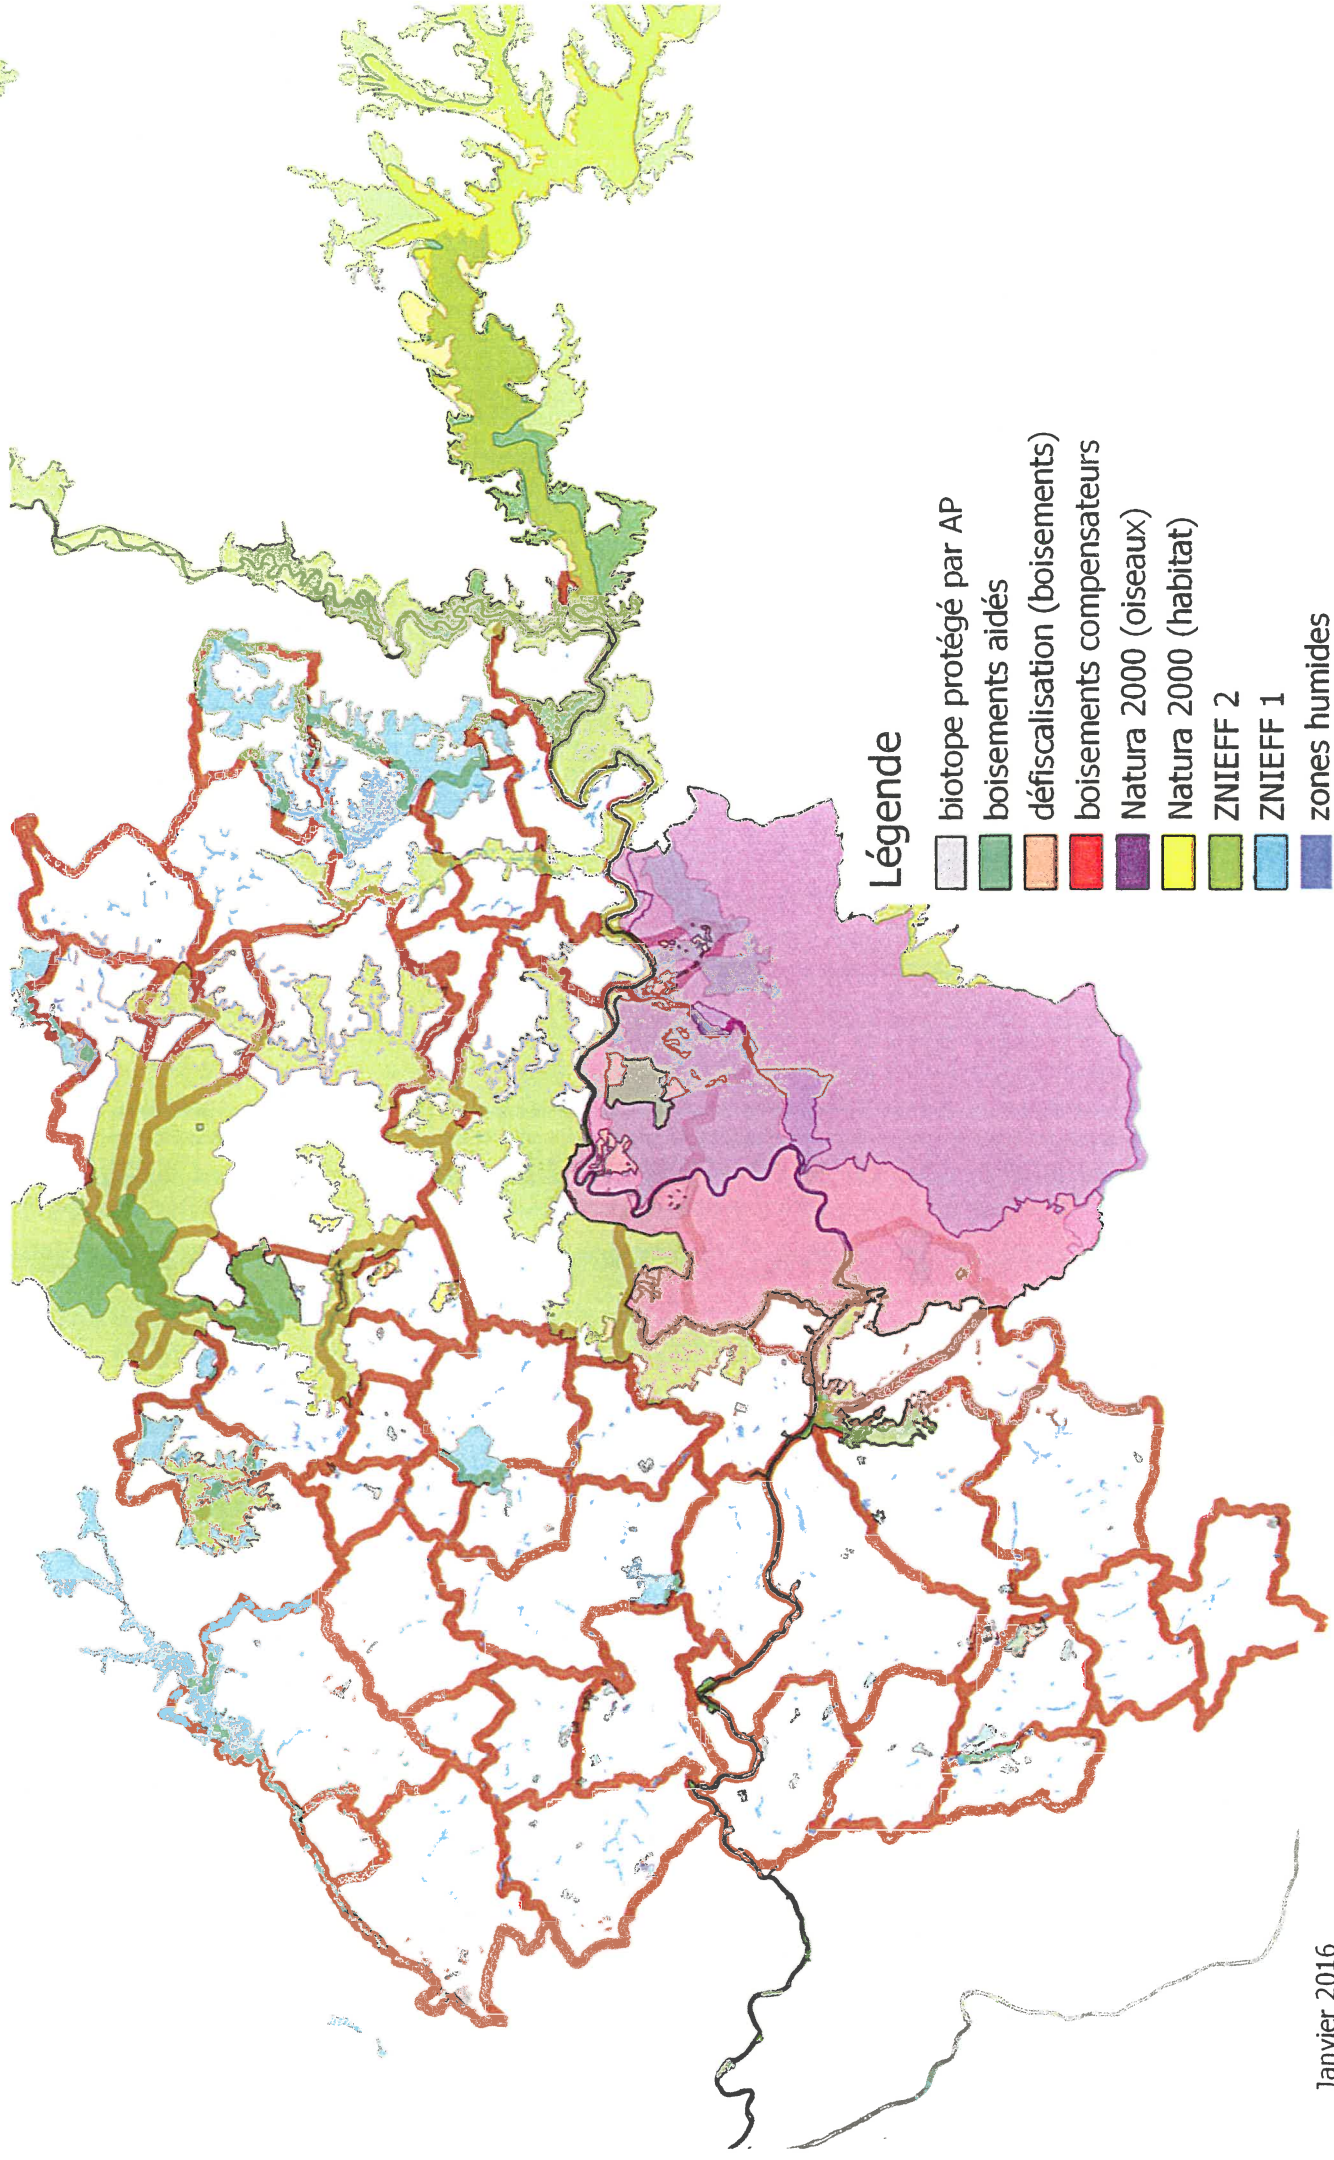 Légende
biotope protégé par AP
boisements aidés
défiscalisation (boisements)
boisements compensateurs
Natura 2000 (oiseaux)
Natura 2000 (habitat)
ZNIEFF 2
ZNIEFF 1
zones humides
Janvier 2016